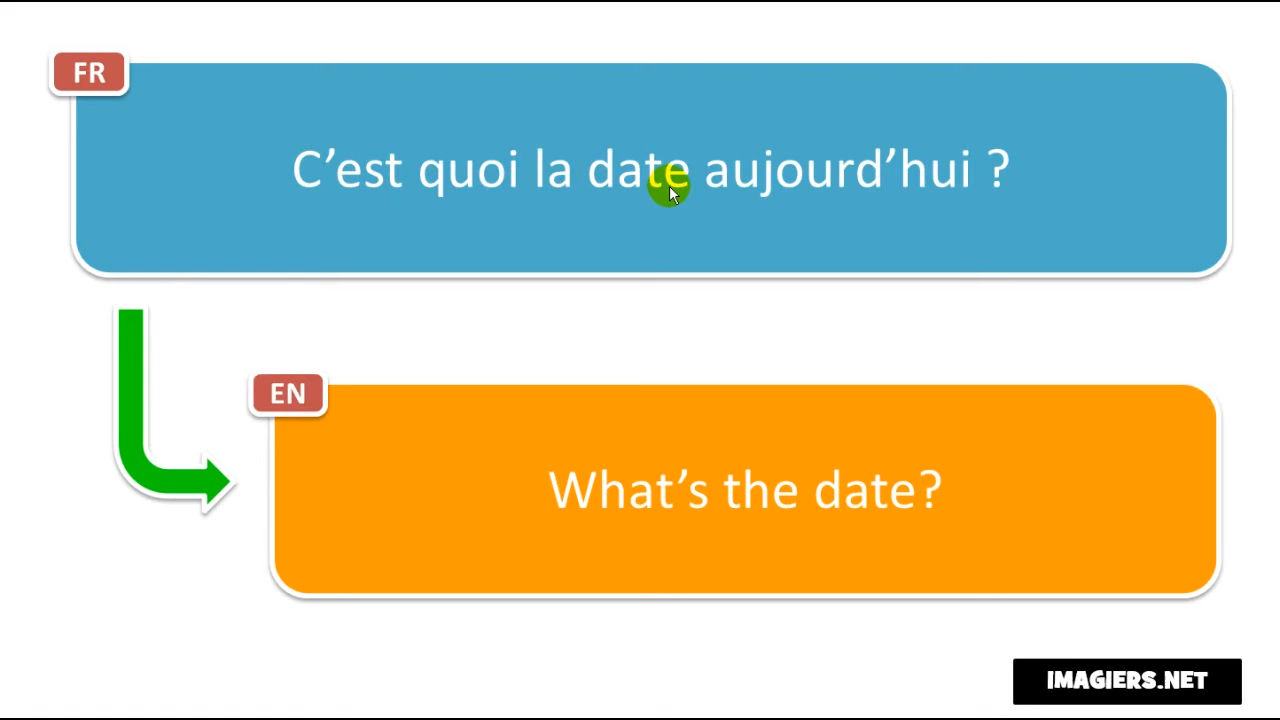 FR
C’est quoi la date aujourd’hui ?
EN
What’s the date?
IMAGIERS.NET